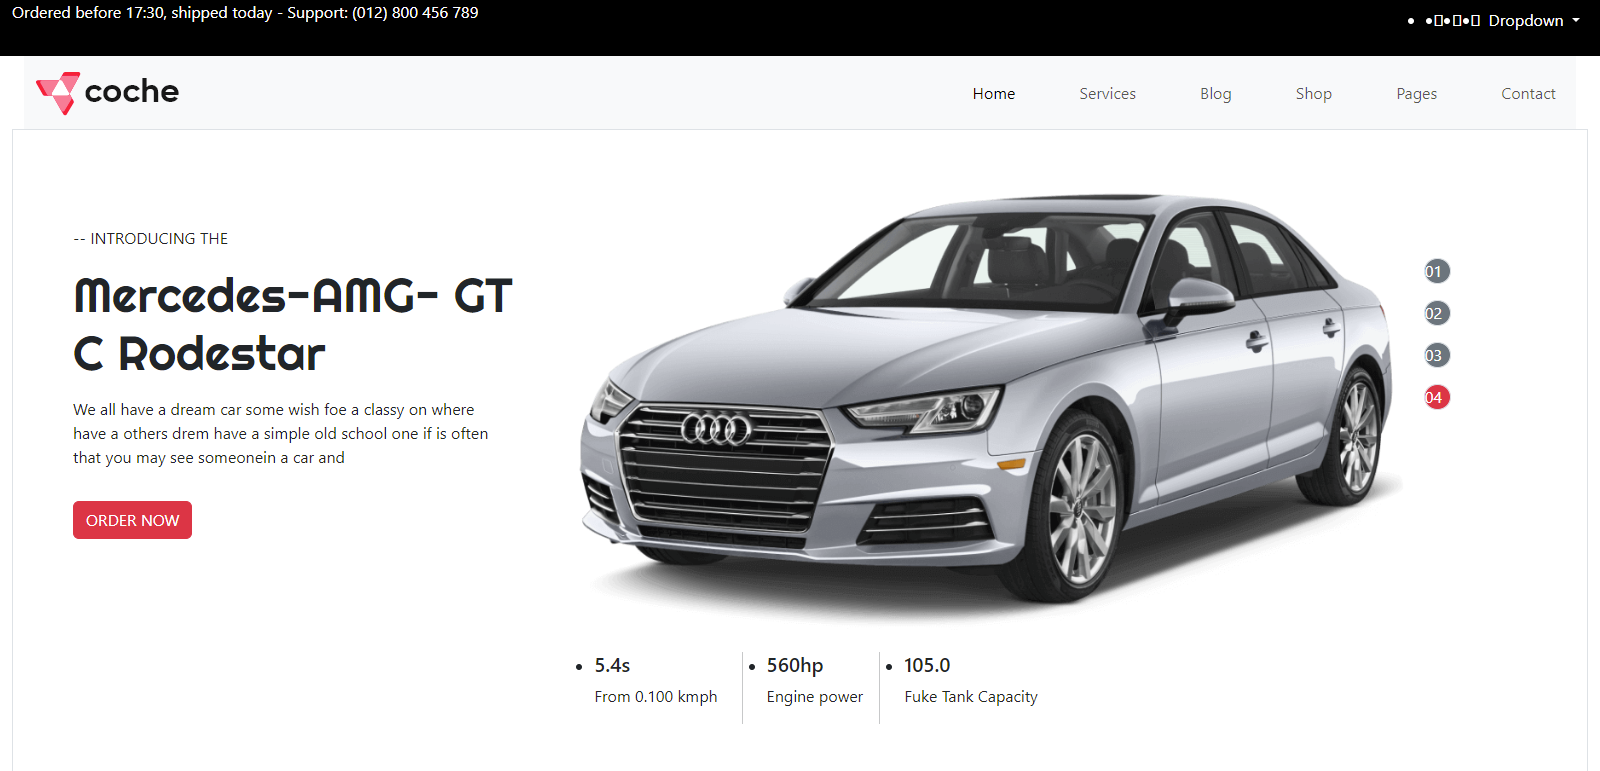 Ordered before 17:30, shipped today - Support: (012) 800 456 789
Dropdown
coche
Home Services Blog Shop Pages Contact
-- INTRODUCING THE
Mercedes-AMG- GT
C Rodestar
We all have a dream car some wish foe a classy on where
have a others drem have a simple old school one if is often
that you may see someonein a car and
ORDER NOW
01
02
03
04
5.4s 560hp 105.0
From 0.100 kmph Engine power Fuke Tank Capacity